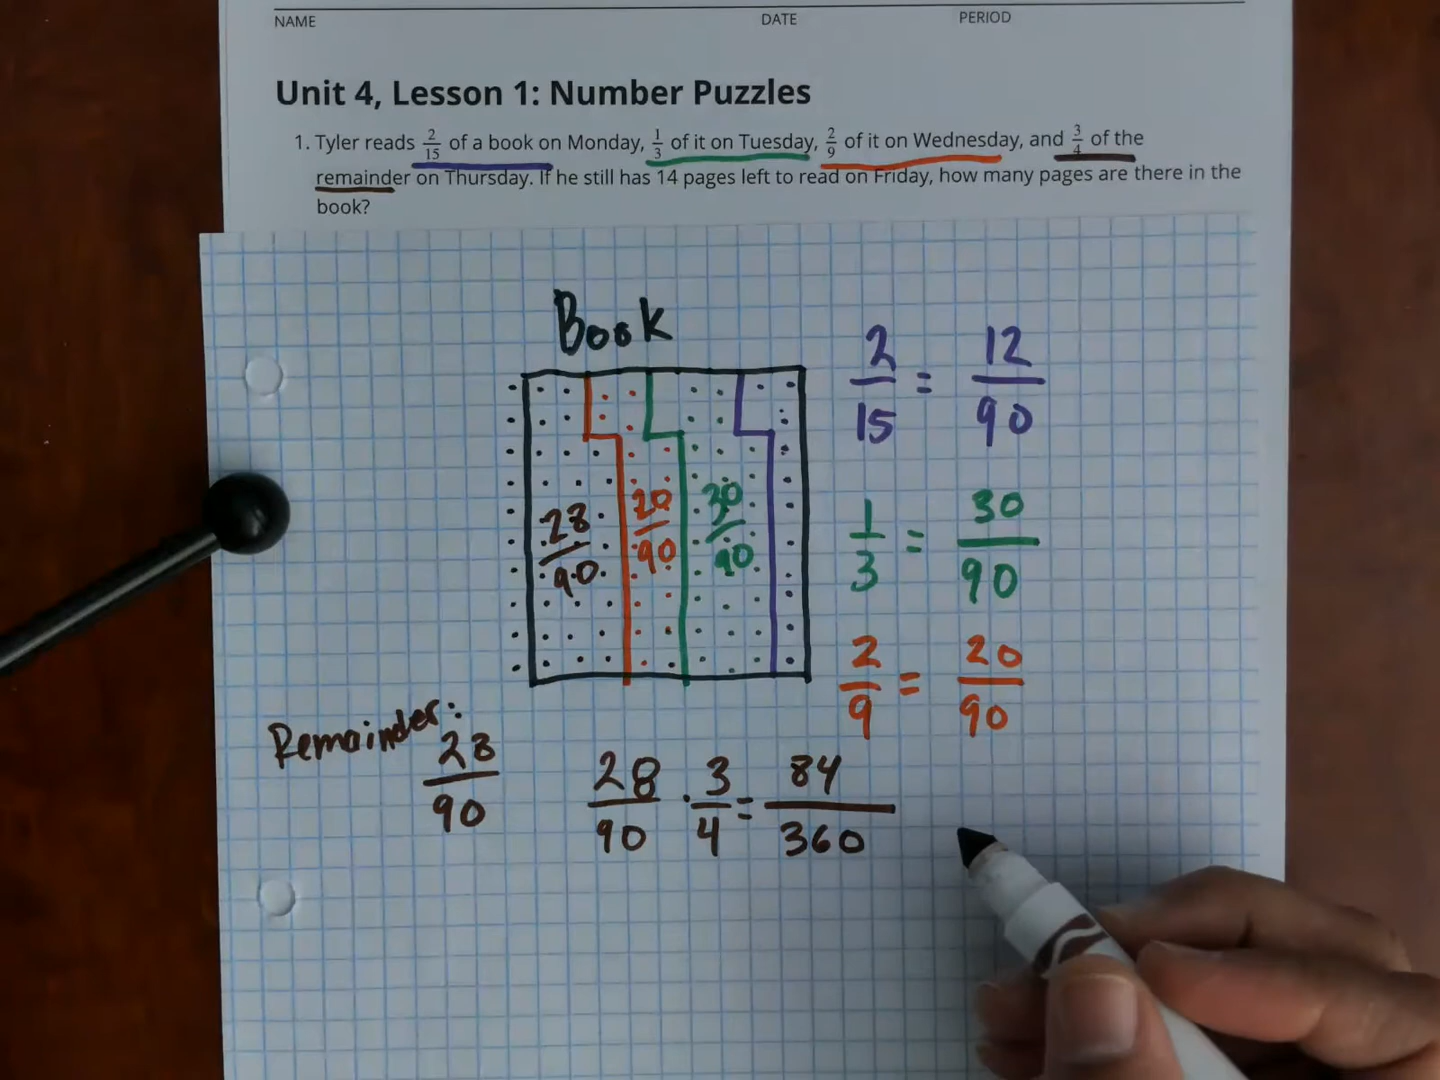 NAME DATE PERIOD
Unit 4, Lesson 1: Number Puzzles
1. Tyler reads 2/15 of a book on Monday, 1/3 of it on Tuesday, 2/9 of it on Wednesday, and 3/4 of the
remainder on Thursday. If he still has 14 pages left to read on Friday, how many pages are there in the
book?
Book
2/15 = 12/90
28/90 20/90 30/90
1/3 = 30/90
2/9 = 20/90
Remainder:
28/90
28/90 · 3/4 = 84/360